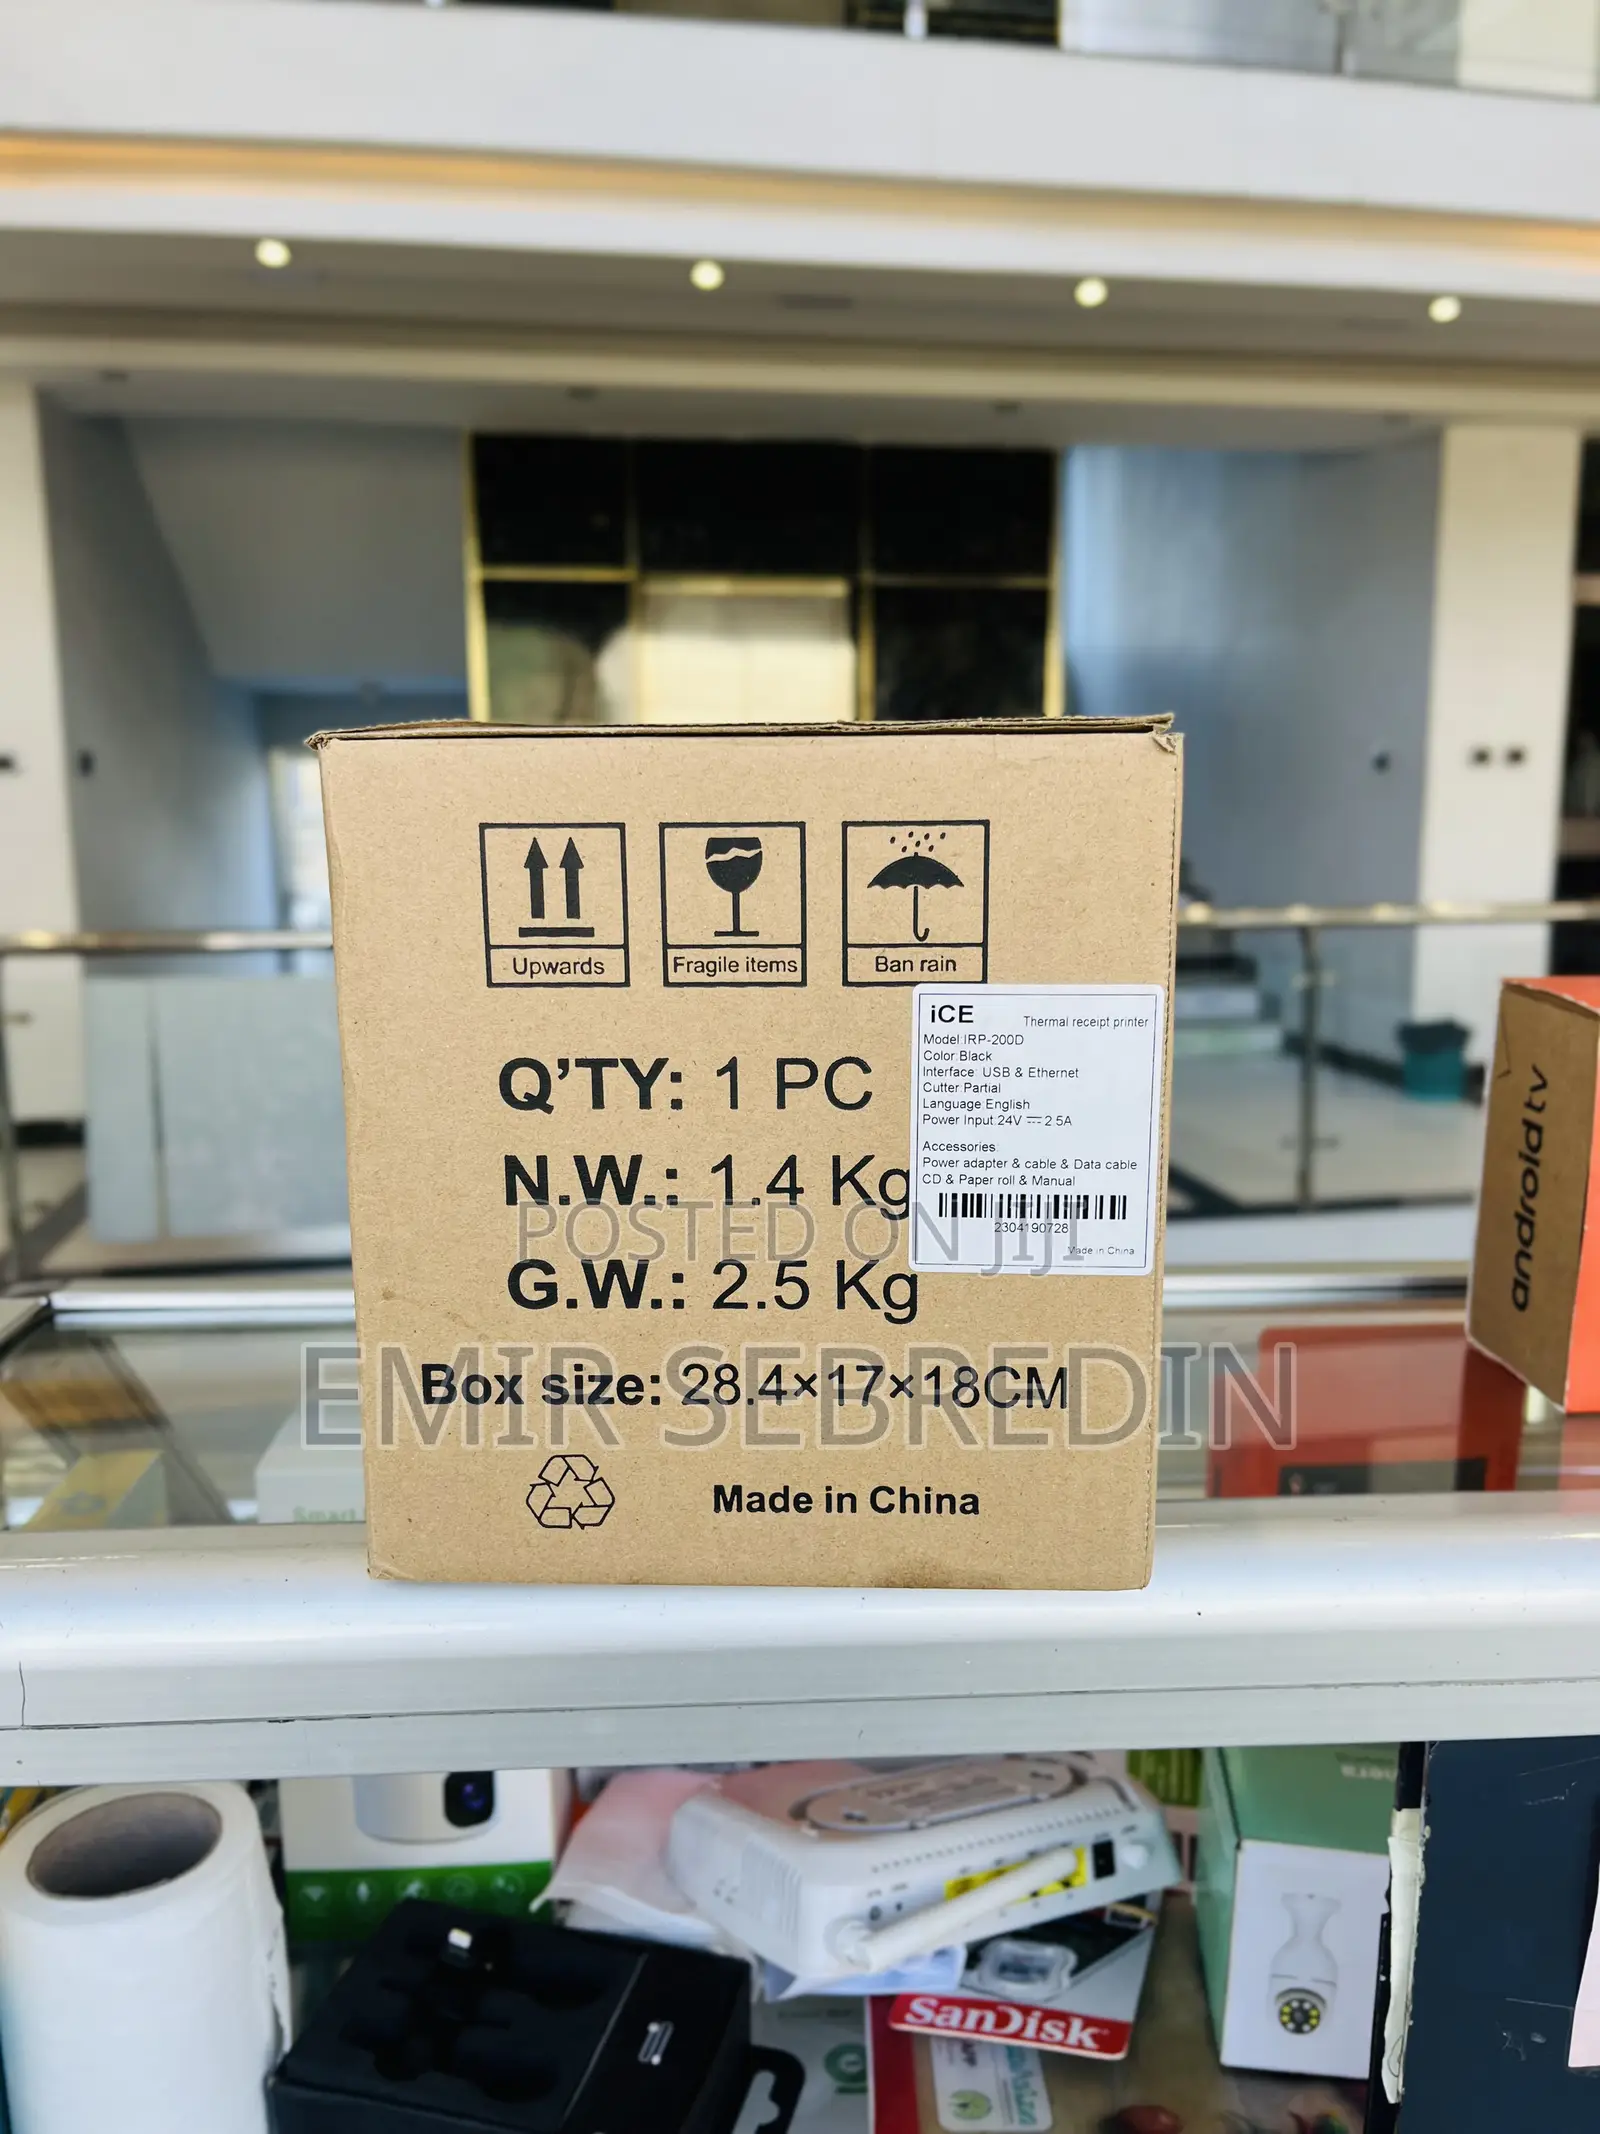 Upwards
Fragile items
Ban rain
iCE
Thermal receipt printer
Model:IRP-200D
Color:Black
Interface: USB & Ethernet
Cutter:Partial
Language:English
Power Input:24V ⎓ 2.5A
Accessories:
Power adapter & cable & Data cable
CD & Paper roll & Manual
2304190728
Made in China
Q'TY: 1 PC
N.W.: 1.4 Kg
G.W.: 2.5 Kg
Box size: 28.4×17×18CM
Made in China
POSTED ON JIJI
EMIR SEBREDIN
androidtv
Smart
SanDisk